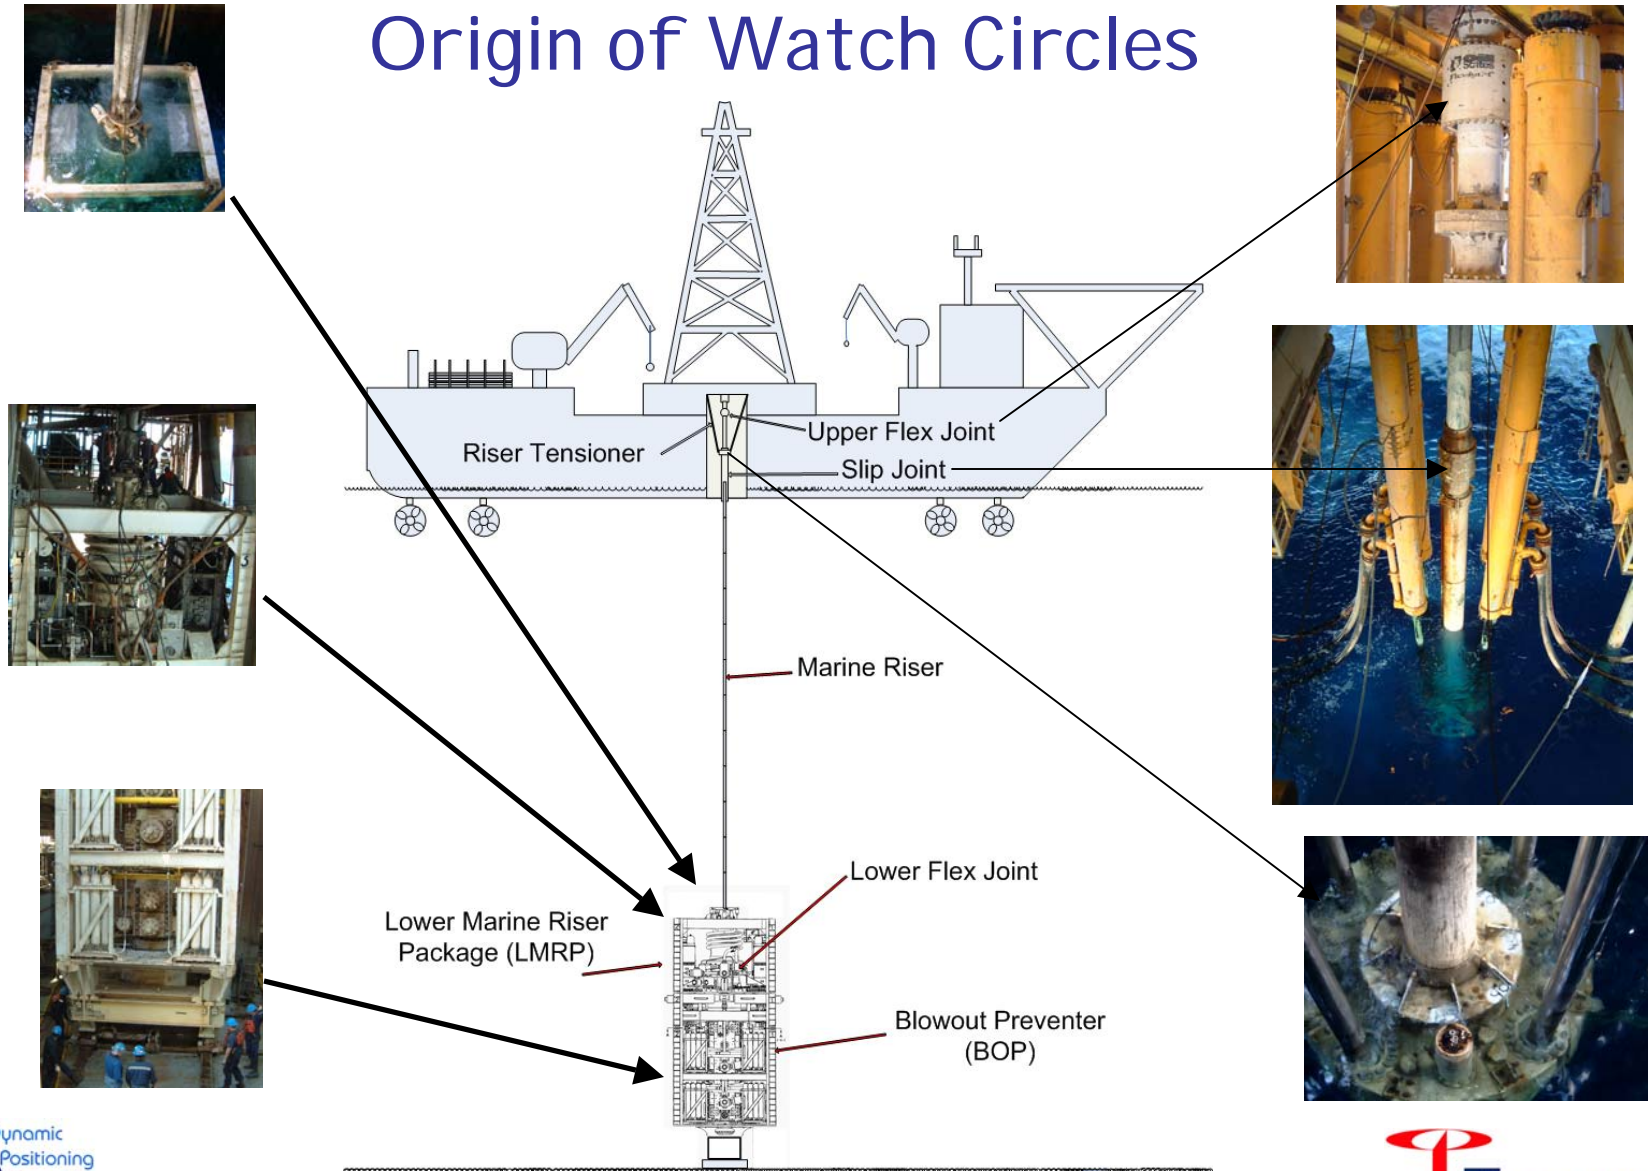 Origin of Watch Circles
Upper Flex Joint
Riser Tensioner
Slip Joint
Marine Riser
Lower Flex Joint
Lower Marine Riser
Package (LMRP)
Blowout Preventer
(BOP)
Positioning